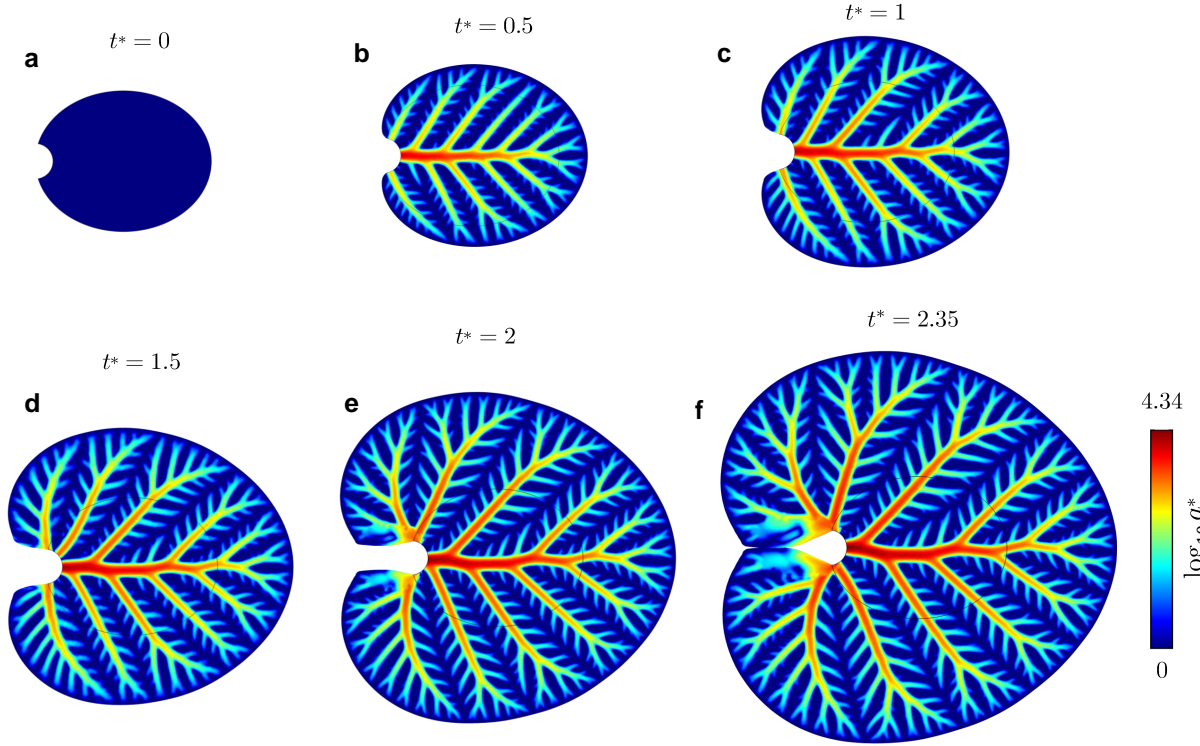 t* = 0
a
t* = 0.5
b
t* = 1
c
t* = 1.5
d
t* = 2
e
t* = 2.35
f
4.34
0